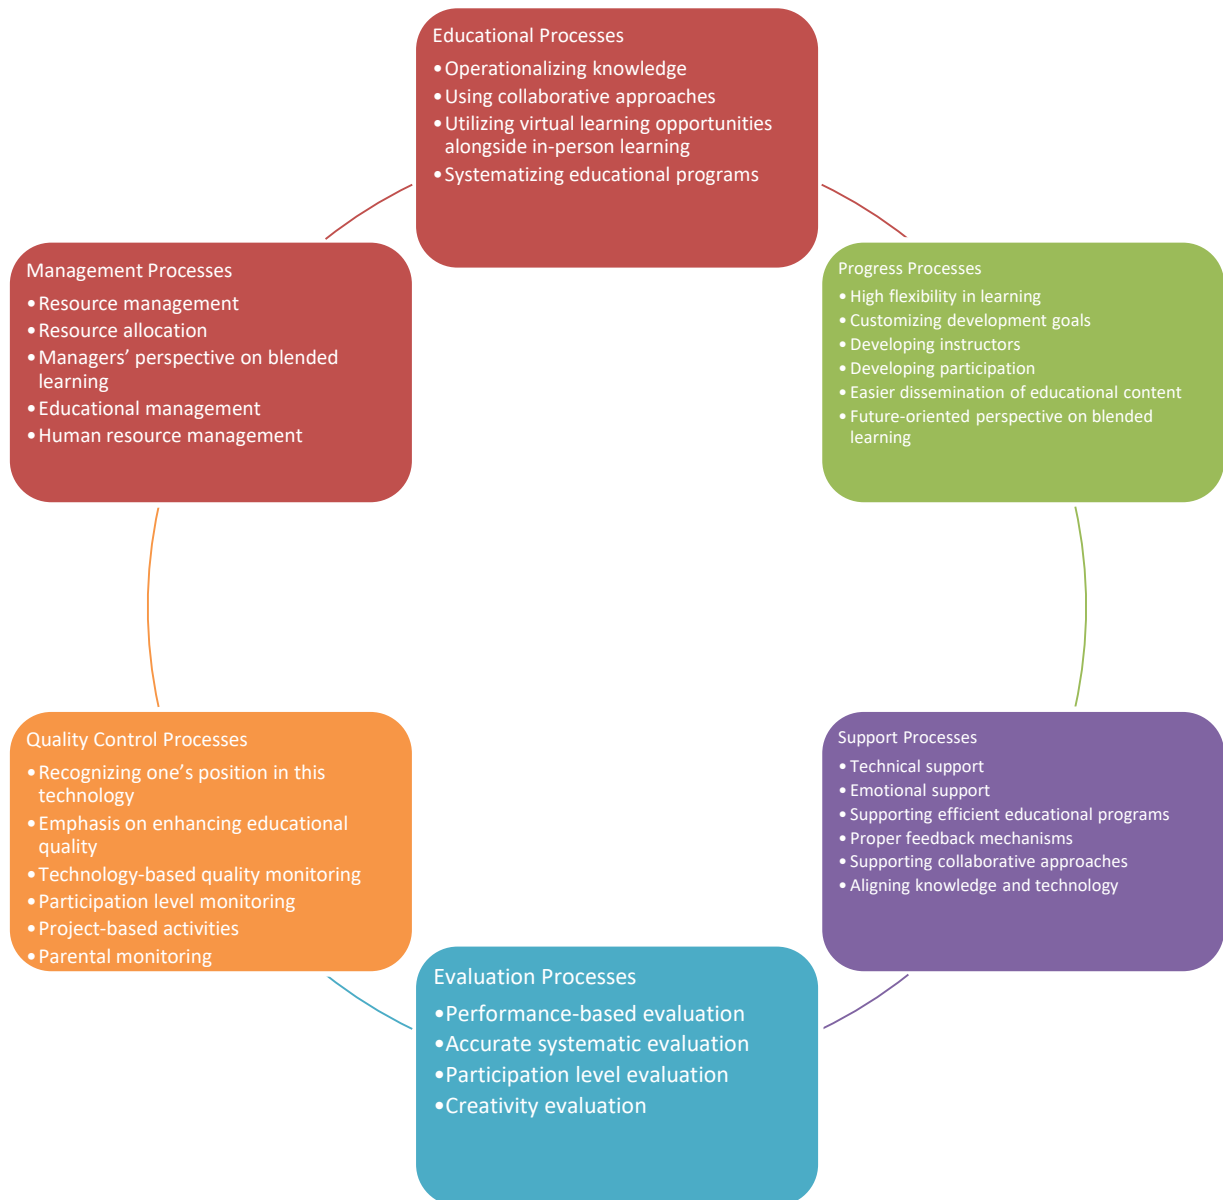 Educational Processes
•Operationalizing knowledge
•Using collaborative approaches
•Utilizing virtual learning opportunities
alongside in-person learning
•Systematizing educational programs
Management Processes
•Resource management
•Resource allocation
•Managers’ perspective on blended
learning
•Educational management
•Human resource management
Progress Processes
•High flexibility in learning
•Customizing development goals
•Developing instructors
•Developing participation
•Easier dissemination of educational content
•Future-oriented perspective on blended
learning
Quality Control Processes
•Recognizing one’s position in this
technology
•Emphasis on enhancing educational
quality
•Technology-based quality monitoring
•Participation level monitoring
•Project-based activities
•Parental monitoring
Support Processes
•Technical support
•Emotional support
•Supporting efficient educational programs
•Proper feedback mechanisms
•Supporting collaborative approaches
•Aligning knowledge and technology
Evaluation Processes
•Performance-based evaluation
•Accurate systematic evaluation
•Participation level evaluation
•Creativity evaluation